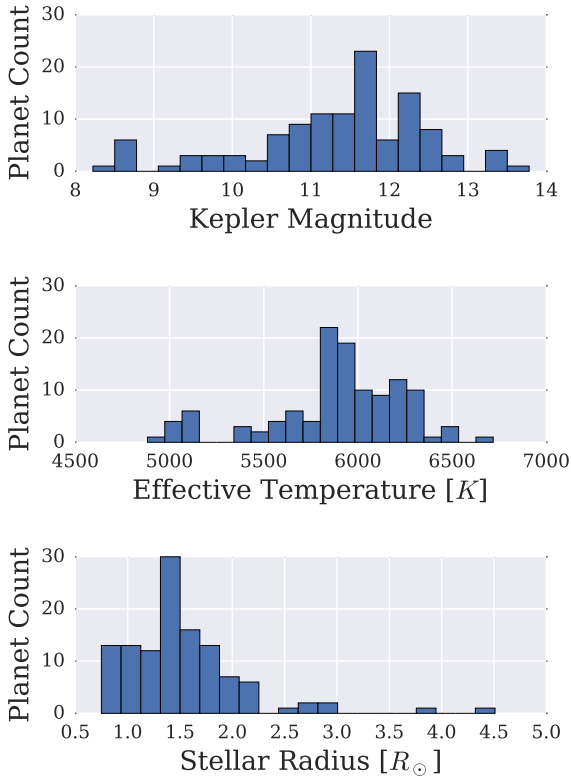 Planet Count
30
20
10
0
8 9 10 11 12 13 14
Kepler Magnitude
Planet Count
30
20
10
0
4500 5000 5500 6000 6500 7000
Effective Temperature [K]
Planet Count
30
20
10
0
0.5 1.0 1.5 2.0 2.5 3.0 3.5 4.0 4.5 5.0
Stellar Radius [R☉]